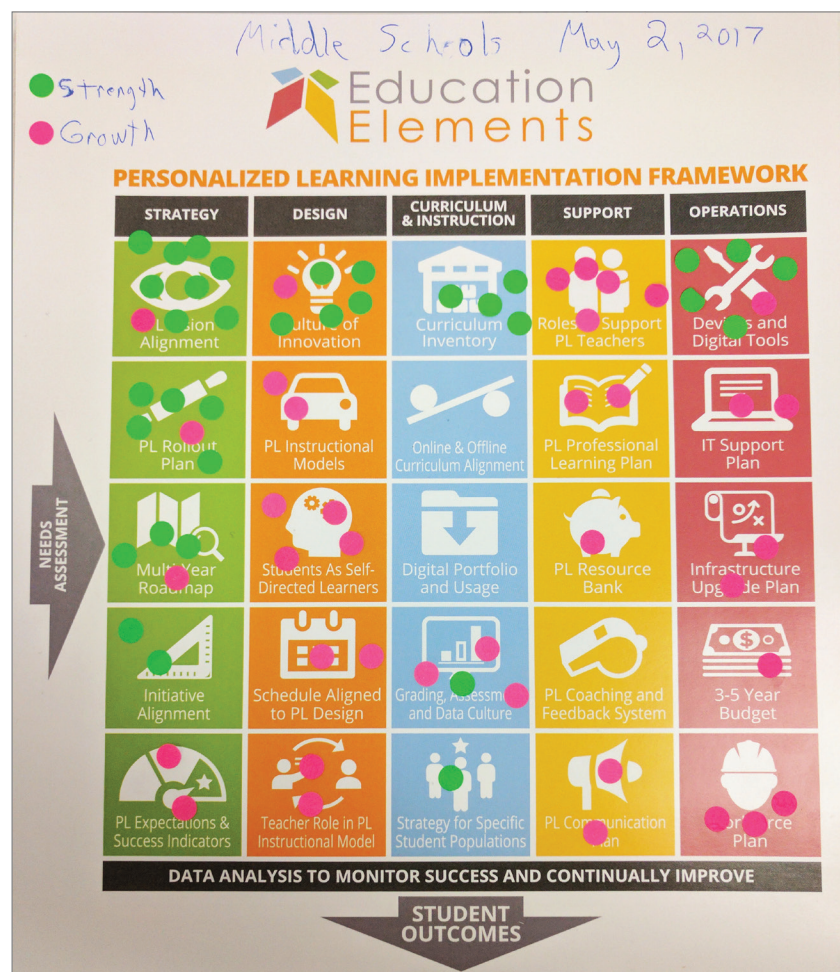 Middle Schools May 2, 2017
Strength
Growth
Education
Elements
PERSONALIZED LEARNING IMPLEMENTATION FRAMEWORK
STRATEGY
DESIGN
CURRICULUM
& INSTRUCTION
SUPPORT
OPERATIONS
Alignment
Culture of
Innovation
Curriculum
Inventory
Roles Support
PL Teachers
Devices and
Digital Tools
PL Rollout
Plan
PL Instructional
Models
Online & Offline
Curriculum Alignment
PL Professional
Learning Plan
IT Support
Plan
Multi-Year
Roadmap
Students As Self-
Directed Learners
Digital Portfolio
and Usage
PL Resource
Bank
Infrastructure
Upgrade Plan
Initiative
Alignment
Schedule Aligned
to PL Design
Grading, Assessment
and Data Culture
PL Coaching and
Feedback System
3-5 Year
Budget
PL Expectations &
Success Indicators
Teacher Role in PL
Instructional Model
Strategy for Specific
Student Populations
PL Communication
Plan
Plan
NEEDS
ASSESSMENT
DATA ANALYSIS TO MONITOR SUCCESS AND CONTINUALLY IMPROVE
STUDENT
OUTCOMES